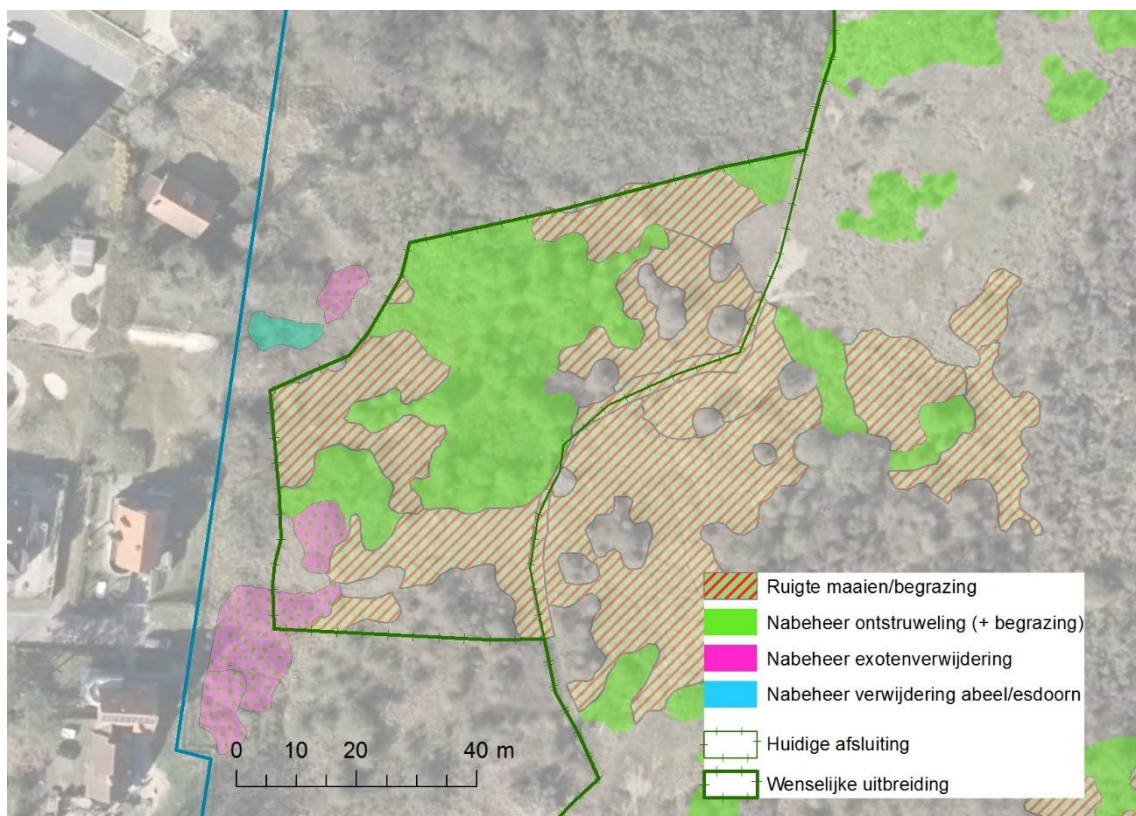 Ruigte maaien/begrazing
Nabeheer ontstruweling (+ begrazing)
Nabeheer exotenverwijdering
Nabeheer verwijdering abeel/esdoorn
Huidige afsluiting
Wenselijke uitbreiding
0 10 20 40 m